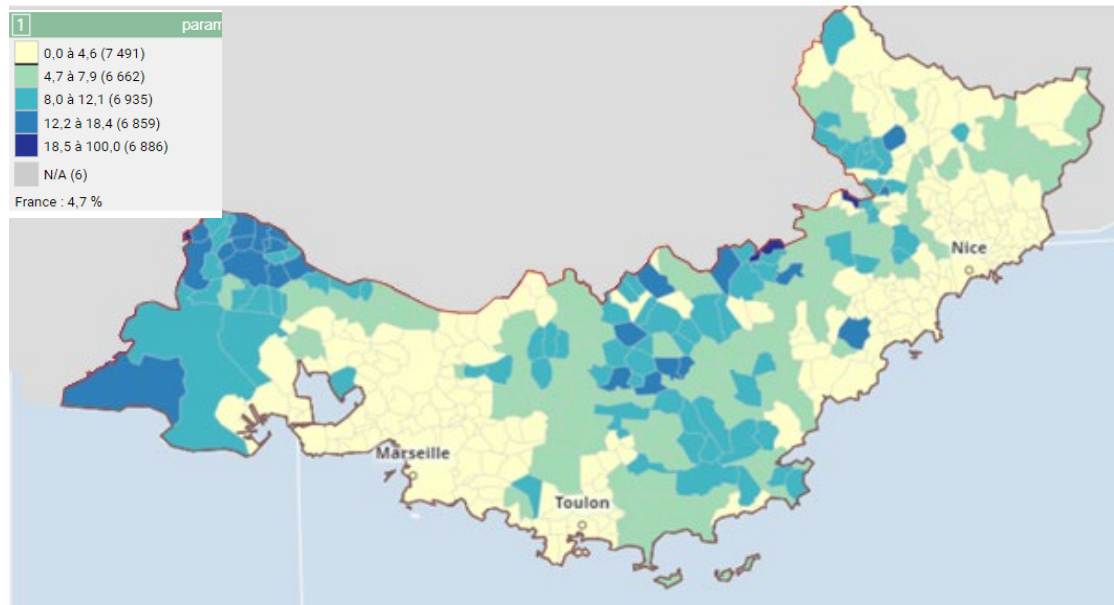 1 param
0,0 à 4,6 (7 491)
4,7 à 7,9 (6 662)
8,0 à 12,1 (6 935)
12,2 à 18,4 (6 859)
18,5 à 100,0 (6 886)
N/A (6)
France : 4,7 %
Nice
Marseille
Toulon